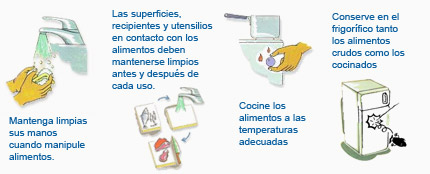 Mantenga limpias
sus manos
cuando manipule
alimentos.
Las superficies,
recipientes y utensilios
en contacto con los
alimentos deben
mantenerse limpios
antes y después de
cada uso.
Cocine los
alimentos a las
temperaturas
adecuadas
Conserve en el
frigorífico tanto
los alimentos
crudos como los
cocinados